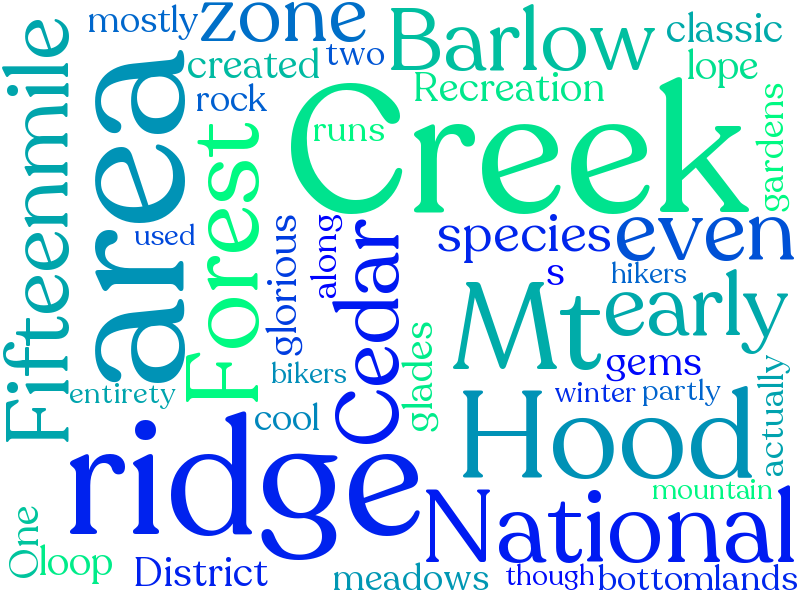 mostly
zone
Barlow
classic
created
two
Recreation
lope
rock
runs
Creek
gardens
Fifteenmile
area
Forest
used
glorious
along
Cedar
species
even
s
hikers
Mt
early
glades
gems
entirety
bikers
winter
partly
actually
cool
ridge
Hood
mountain
National
One
loop
District
meadows
though
bottomlands